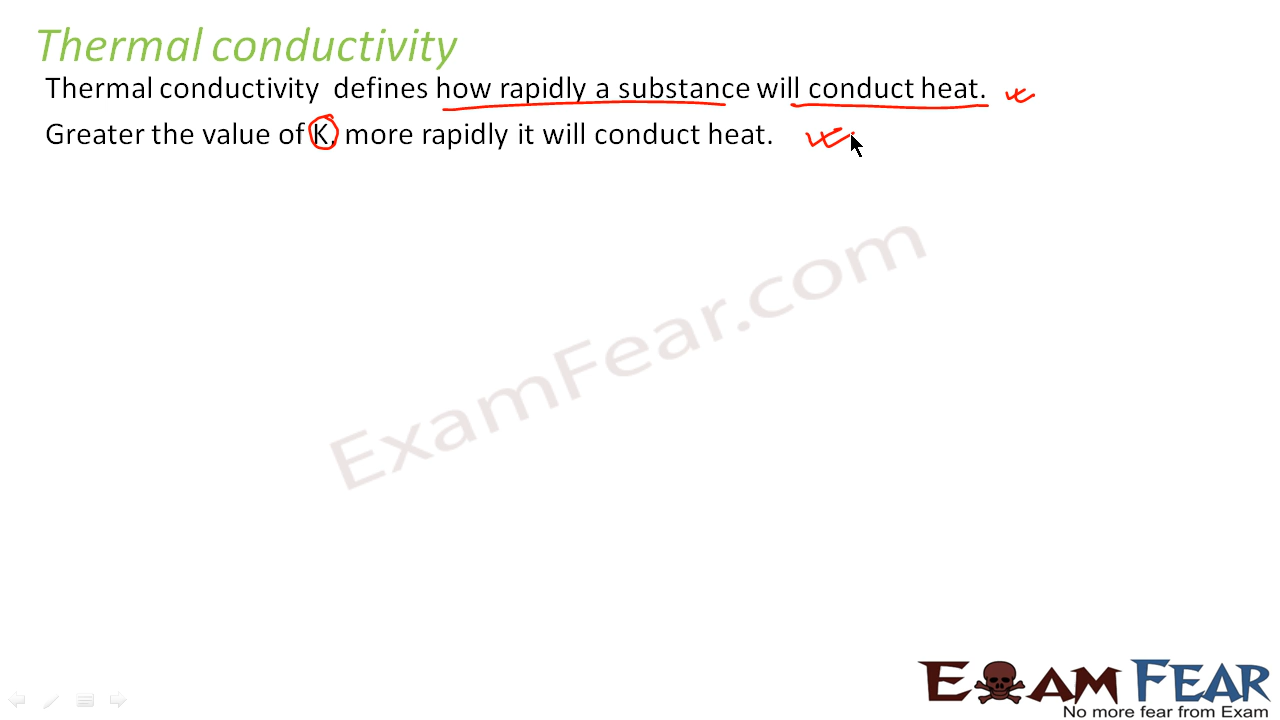 Thermal conductivity
Thermal conductivity defines how rapidly a substance will conduct heat.
Greater the value of K, more rapidly it will conduct heat.
ExamFear.com
EXAM FEAR
No more fear from Exam